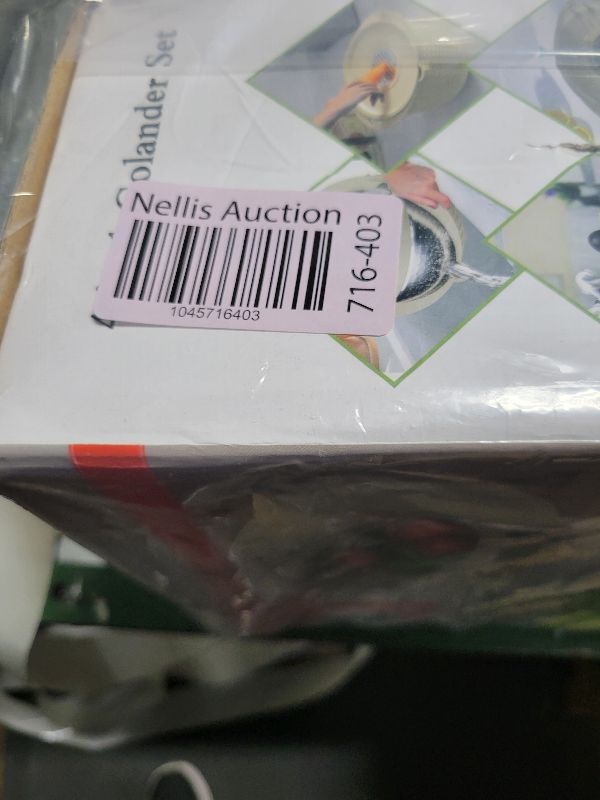 Colander Set
Nellis Auction
1045716403
716-403